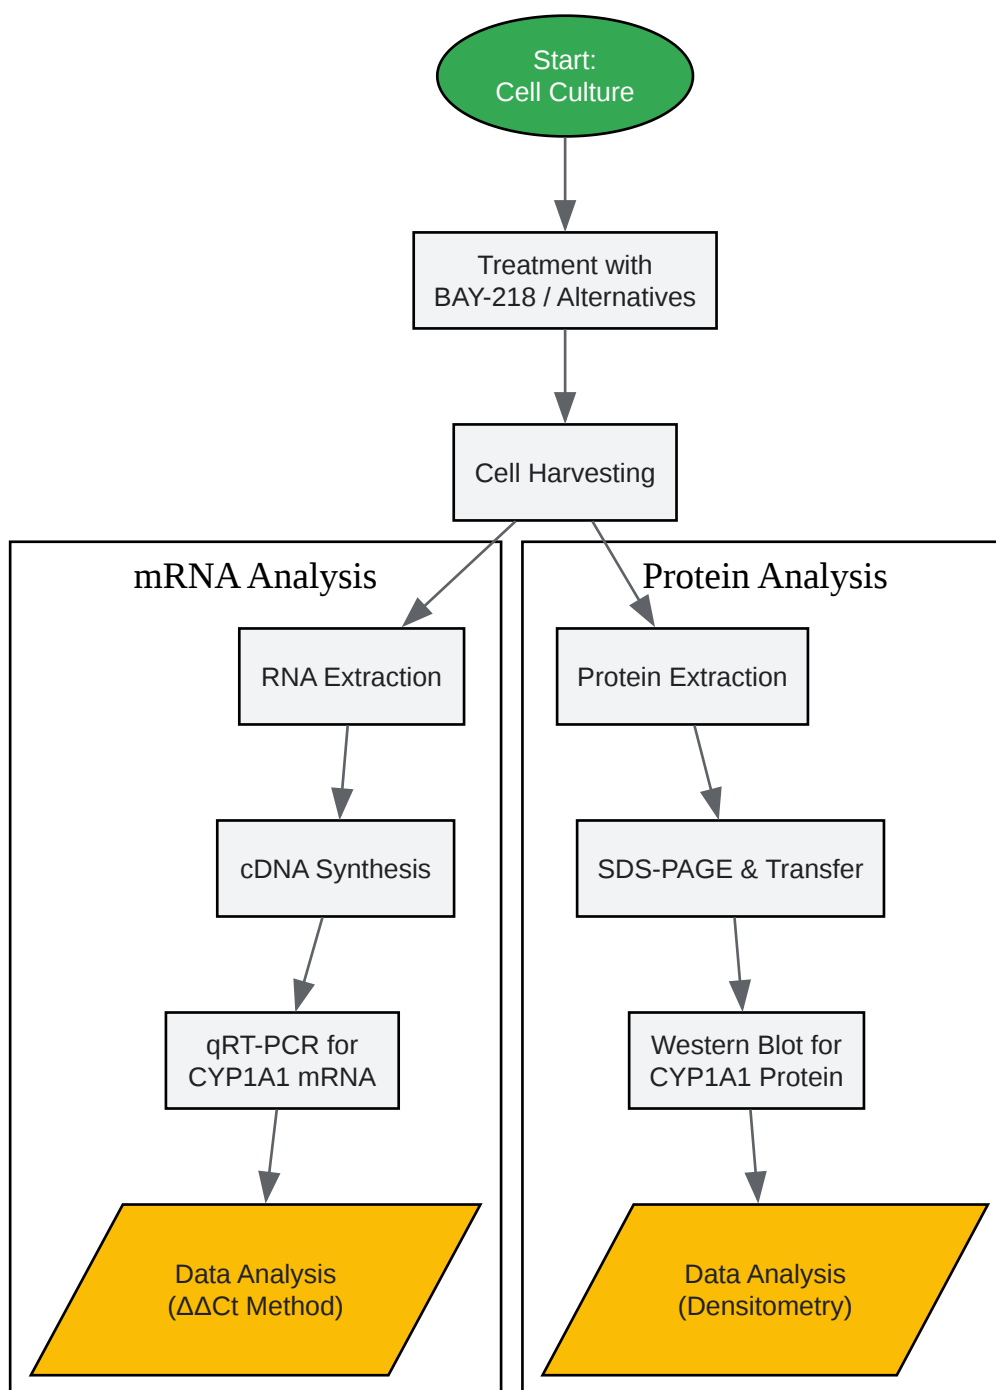 Start:
Cell Culture
Treatment with
BAY-218 / Alternatives
Cell Harvesting
mRNA Analysis
RNA Extraction
cDNA Synthesis
qRT-PCR for
CYP1A1 mRNA
Data Analysis
(ΔΔCt Method)
Protein Analysis
Protein Extraction
SDS-PAGE & Transfer
Western Blot for
CYP1A1 Protein
Data Analysis
(Densitometry)